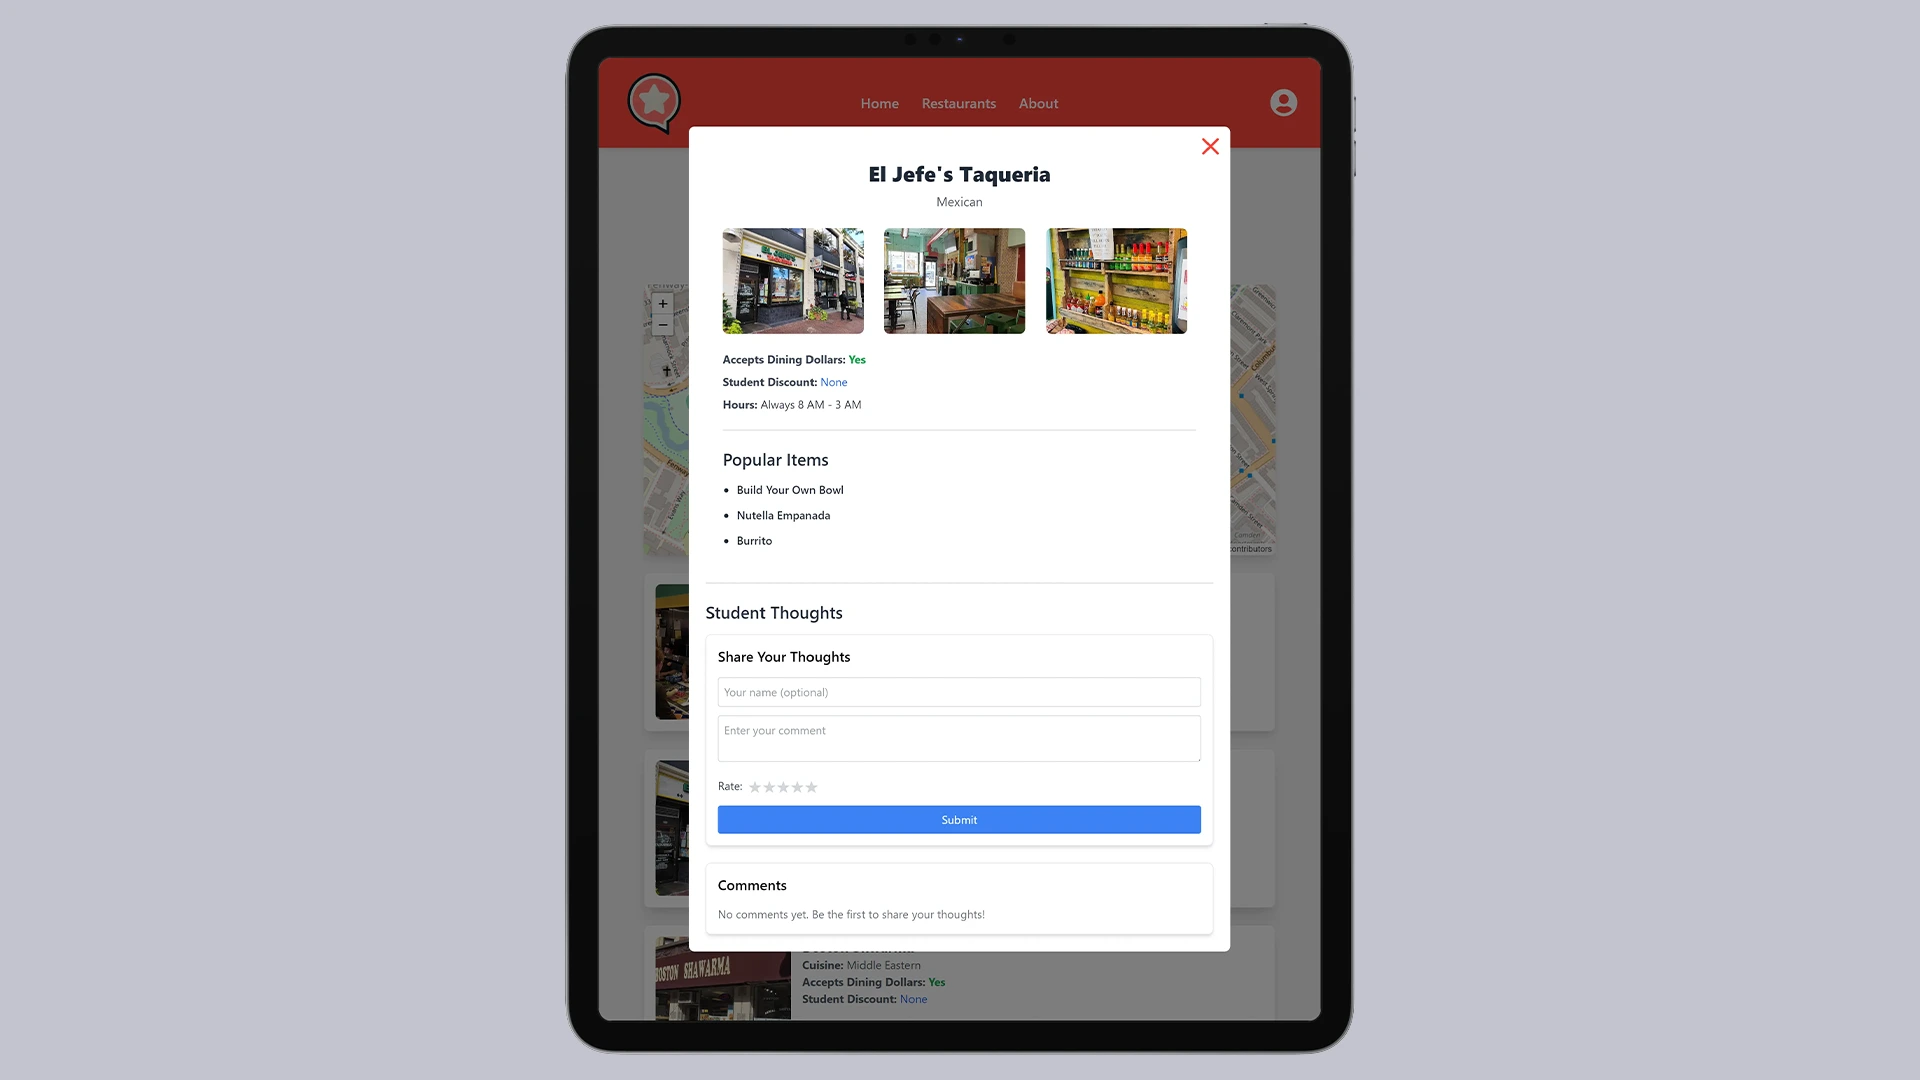 Home Restaurants About
El Jefe's Taqueria
Mexican
EL JEFE'S
Accepts Dining Dollars: Yes
Student Discount: None
Hours: Always 8 AM - 3 AM
Popular Items
• Build Your Own Bowl
• Nutella Empanada
• Burrito
Student Thoughts
Share Your Thoughts
Your name (optional)
Enter your comment
Rate:
Submit
Comments
No comments yet. Be the first to share your thoughts!
contributors
BOSTON SHAWARMA
Cuisine: Middle Eastern
Accepts Dining Dollars: Yes
Student Discount: None